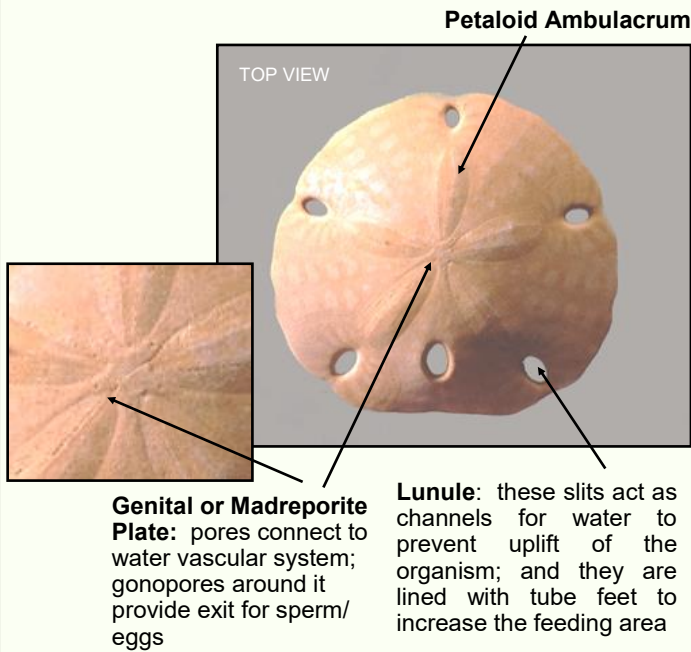 Petaloid Ambulacrum
TOP VIEW
Genital or Madreporite
Plate: pores connect to
water vascular system;
gonopores around it
provide exit for sperm/
eggs
Lunule: these slits act as
channels for water to
prevent uplift of the
organism; and they are
lined with tube feet to
increase the feeding area